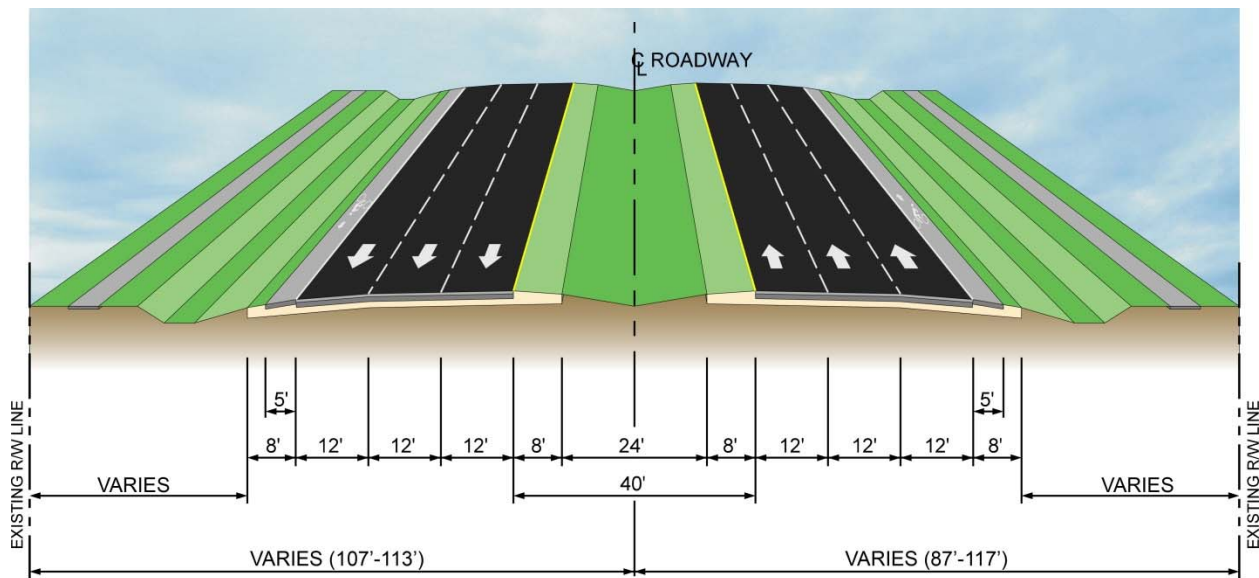 ℄ ROADWAY
5'
5'
8' 12' 12' 12' 8' 24' 8' 12' 12' 12' 8'
VARIES 40' VARIES
EXISTING R/W LINE
EXISTING R/W LINE
VARIES (107'-113') VARIES (87'-117')